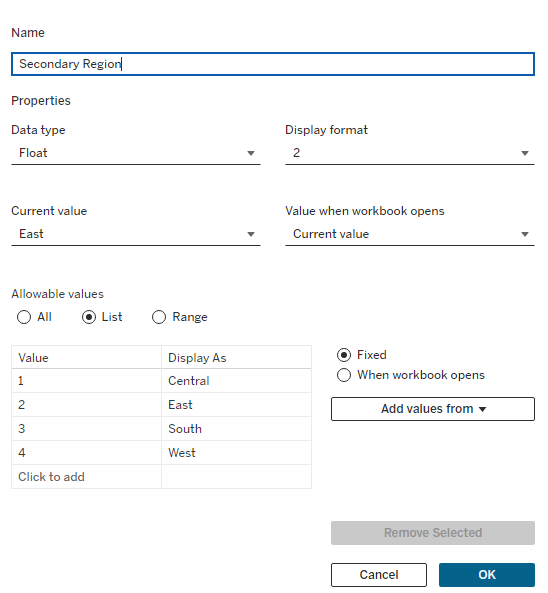 Name
Secondary Region
Properties
Data type Display format
Float 2
Current value Value when workbook opens
East Current value
Allowable values
All List Range
Value Display As
1 Central
2 East
3 South
4 West
Click to add
Fixed
When workbook opens
Add values from
Remove Selected
Cancel OK